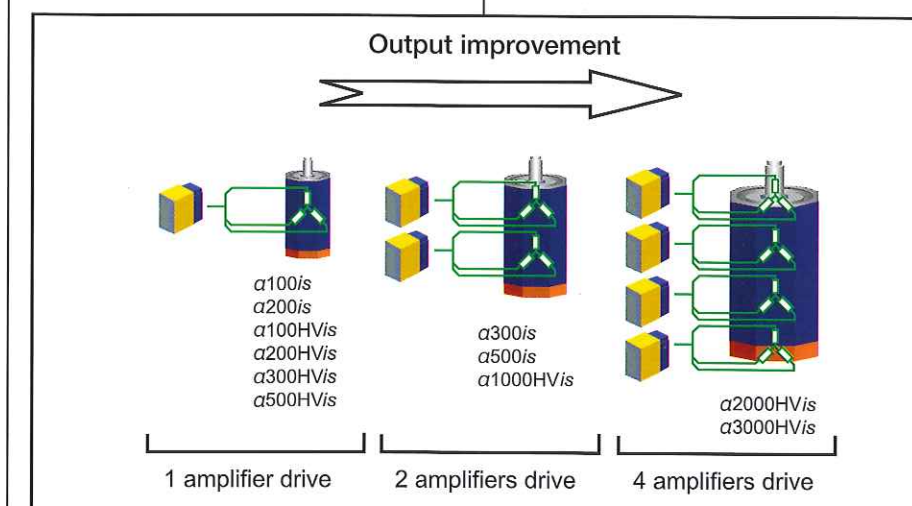 Output improvement
α100is
α200is
α100HVis
α200HVis
α300HVis
α500HVis
α300is
α500is
α1000HVis
α2000HVis
α3000HVis
1 amplifier drive
2 amplifiers drive
4 amplifiers drive